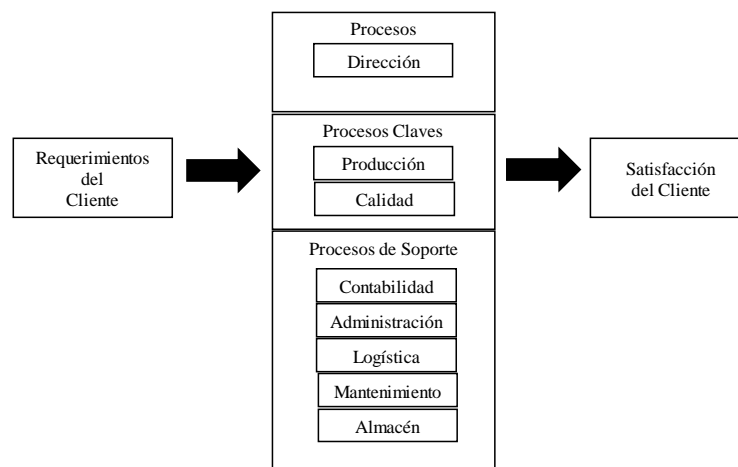 Procesos
Dirección
Procesos Claves
Requerimientos
del
Cliente
Producción
Calidad
Satisfacción
del Cliente
Procesos de Soporte
Contabilidad
Administración
Logística
Mantenimiento
Almacén